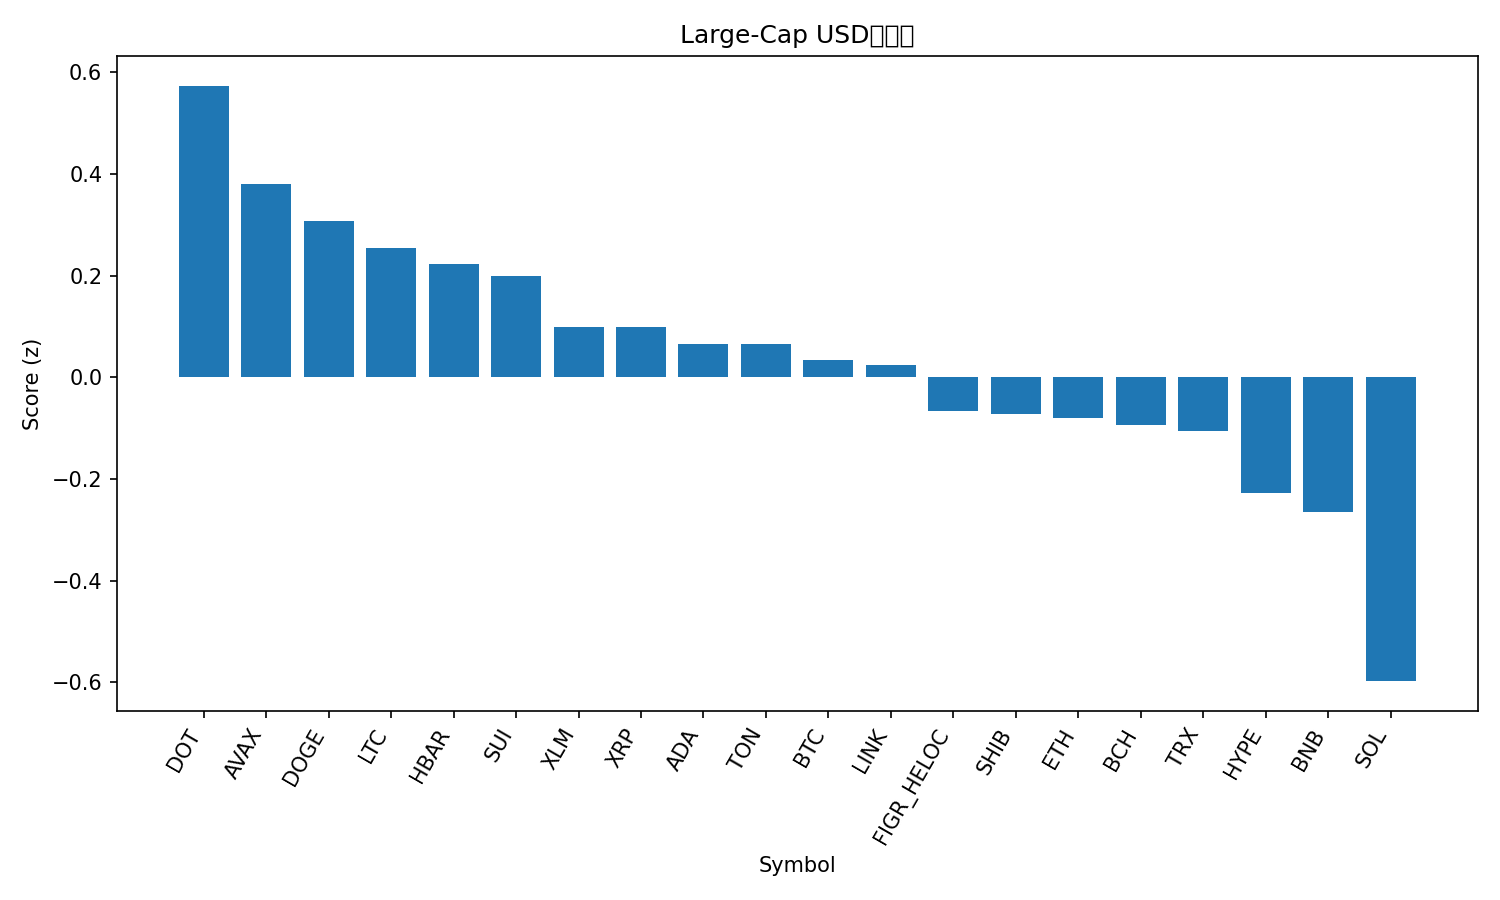 Large-Cap USD
0.6
0.4
0.2
0.0
−0.2
−0.4
−0.6
Score (z)
DOT
AVAX
DOGE
LTC
HBAR
SUI
XLM
XRP
ADA
TON
BTC
LINK
FIGR_HELOC
SHIB
ETH
BCH
TRX
HYPE
BNB
SOL
Symbol